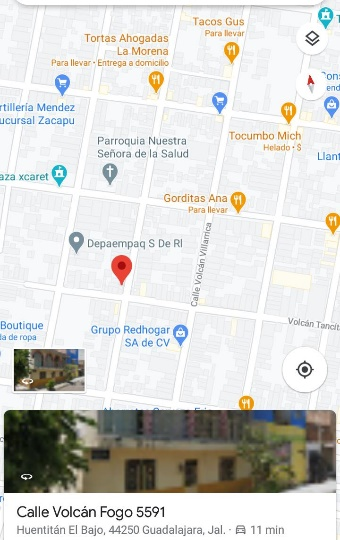 Tacos Gus
Para llevar
Tortas Ahogadas
La Morena
Para llevar • Entrega a domicilio
rtillería Mendez
ucursal Zacapu
Parroquia Nuestra
Señora de la Salud
Tocumbo Mich
Helado • $
Llant
aza xcaret
Gorditas Ana
Para llevar
Depaempaq S De Rl
Calle Volcán Villarrica
Volcán Tancít
Boutique
da de ropa
Grupo Redhogar
SA de CV
Calle Volcán Fogo 5591
Huentitán El Bajo, 44250 Guadalajara, Jal. · 11 min